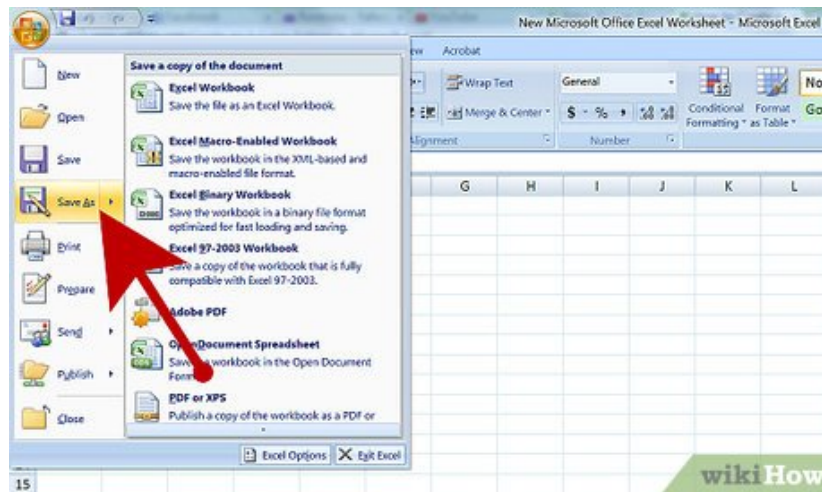 New Microsoft Office Excel Worksheet - Microsoft Excel
Acrobat
New
Open
Save
Save As
Print
Prepare
Send
Publish
Close
Save a copy of the document
Excel Workbook
Save the file as an Excel Workbook.
Excel Macro-Enabled Workbook
Save the workbook in the XML-based and
macro-enabled file format.
Excel Binary Workbook
Save the workbook in a binary file format
optimized for fast loading and saving.
Excel 97-2003 Workbook
Save a copy of the workbook that is fully
compatible with Excel 97-2003.
Adobe PDF
OpenDocument Spreadsheet
Save workbook in the Open Document
PDF or XPS
Publish a copy of the workbook as a PDF or
Excel Options
Exit Excel
Wrap Text
Merge & Center
General
$ - % ,
Conditional
Formatting
Format
as Table
No
Go
Number
G H I J K L
15
wikiHow